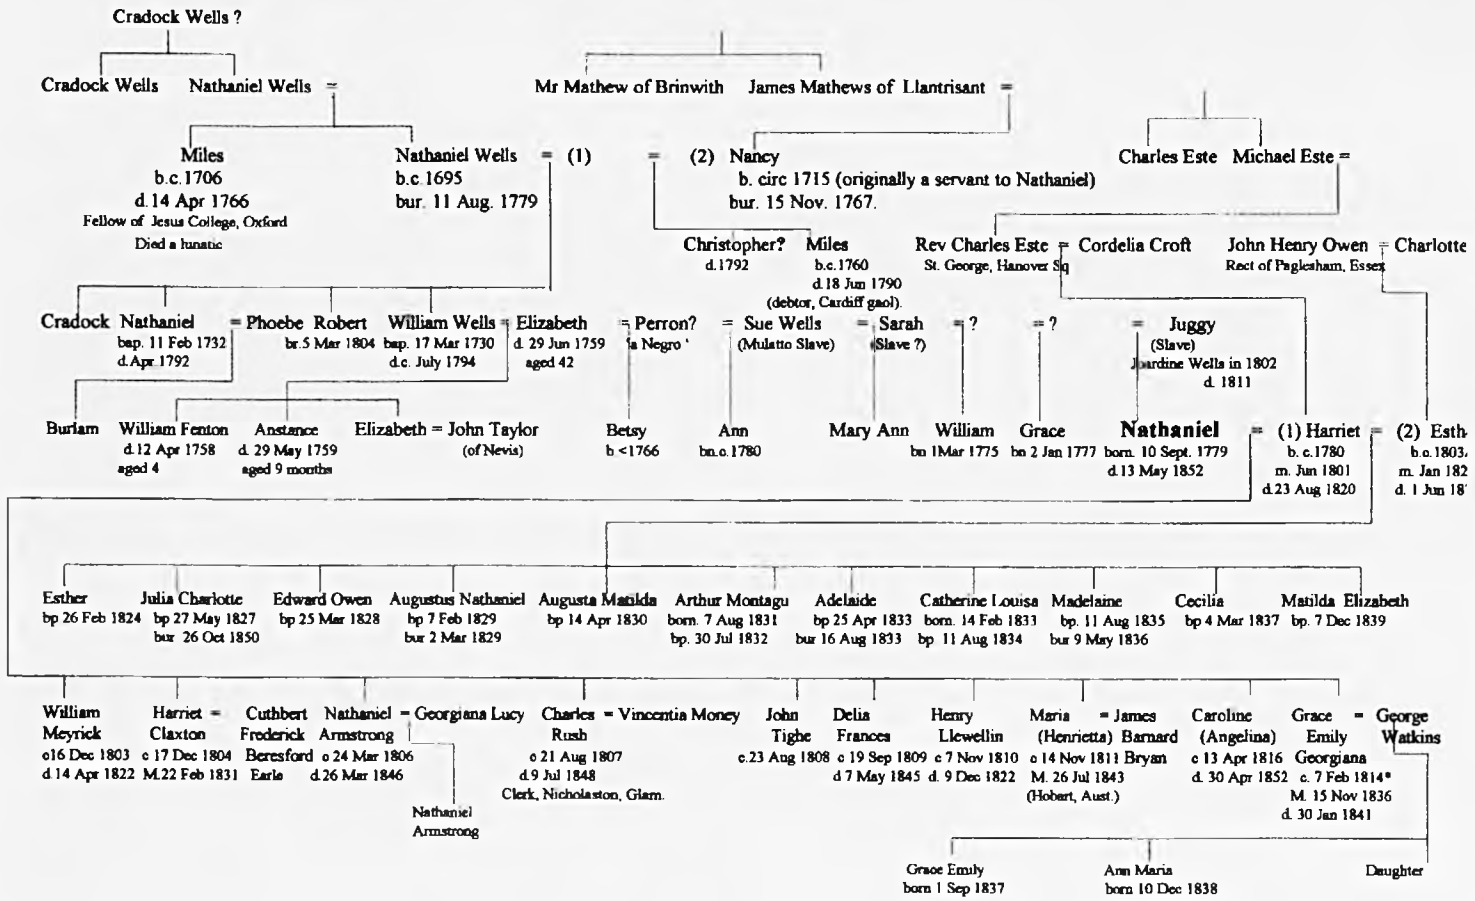 Cradock Wells ?
Cradock Wells Nathaniel Wells =
Mr Mathew of Brinwith James Mathews of Llantrisant =
Miles
b.c.1706
d.14 Apr 1766
Fellow of Jesus College, Oxford
Died a lunatic
Nathaniel Wells = (1)
b.c.1695
bur. 11 Aug. 1779
= (2) Nancy
b. circ 1715 (originally a servant to Nathaniel)
bur. 15 Nov. 1767.
Charles Este Michael Este =
Christopher?
d.1792
Miles
b.c.1760
d.18 Jun 1790
(debtor, Cardiff gaol).
Rev Charles Este = Cordelia Croft
St. George, Hanover Sq
John Henry Owen = Charlotte
Rect of Paglesham, Essex
Cradock
Nathaniel = Phoebe
bap. 11 Feb 1732
d.Apr.1792
Robert
br.5 Mar 1804
William Wells =
bap. 17 Mar 1730
d.c. July 1794
Elizabeth
d. 29 Jun 1759
aged 42
= Perron?
'a Negro '
= Sue Wells
(Mulatto Slave)
= Sarah
(Slave ?)
= ?
= ?
= Juggy
(Slave)
Joardine Wells in 1802
d. 1811
Burlam
William Fenton
d.12 Apr 1758
aged 4
Anstance
d. 29 May 1759
aged 9 months
Elizabeth = John Taylor
(of Nevis)
Betsy
b <1766
Ann
bn.c.1780
Mary Ann
William
bn 1Mar 1775
Grace
bn 2 Jan 1777
Nathaniel
born. 10 Sept. 1779
d.13 May 1852
= (1) Harriet
b. c.1780
m. Jun 1801
d.23 Aug 1820
= (2) Esth
b.c.1803
m. Jan 182
d. 1 Jun 18
Esther
bp 26 Feb 1824
Julia Charlotte
bp 27 May 1827
bur 26 Oct 1850
Edward Owen
bp 25 Mar 1828
Augustus Nathaniel
bp 7 Feb 1829
bur 2 Mar 1829
Augusta Matilda
bp 14 Apr 1830
Arthur Montagu
born. 7 Aug 1831
bp. 30 Jul 1832
Adelaide
bp 25 Apr 1833
bur 16 Aug 1833
Catherine Louisa
born. 14 Feb 1833
bp 11 Aug 1834
Madelaine
bp. 11 Aug 1835
bur 9 May 1836
Cecilia
bp 4 Mar 1837
Matilda Elizabeth
bp. 7 Dec 1839
William
Meyrick
c16 Dec 1803
d 14 Apr 1822
Harriet =
Claxton
c 17 Dec 1804
M.22 Feb 1831
Cuthbert
Frederick
Beresford
Earle
Nathaniel = Georgiana Lucy
Armstrong
c 24 Mar 1806
d.26 Mar 1846
Nathaniel
Armstrong
Charles = Vincentia Money
Rush
c 21 Aug 1807
d.9 Jul 1848
Clerk, Nicholaston, Glam.
John
Tighe
c.23 Aug 1808
Delia
Frances
c 19 Sep 1809
d 7 May 1845
Henry
Llewellin
c 7 Nov 1810
d. 9 Dec 1822
Maria = James
(Henrietta) Barnard
c 14 Nov 1811 Bryan
M. 26 Jul 1843
(Hobart, Aust.)
Caroline
(Angelina)
c 13 Apr 1816
d. 30 Apr 1852
Grace = George
Emily Watkins
Georgiana
c. 7 Feb 1814*
M. 15 Nov 1836
d. 30 Jan 1841
Grace Emily
born 1 Sep 1837
Ann Maria
born 10 Dec 1838
Daughter